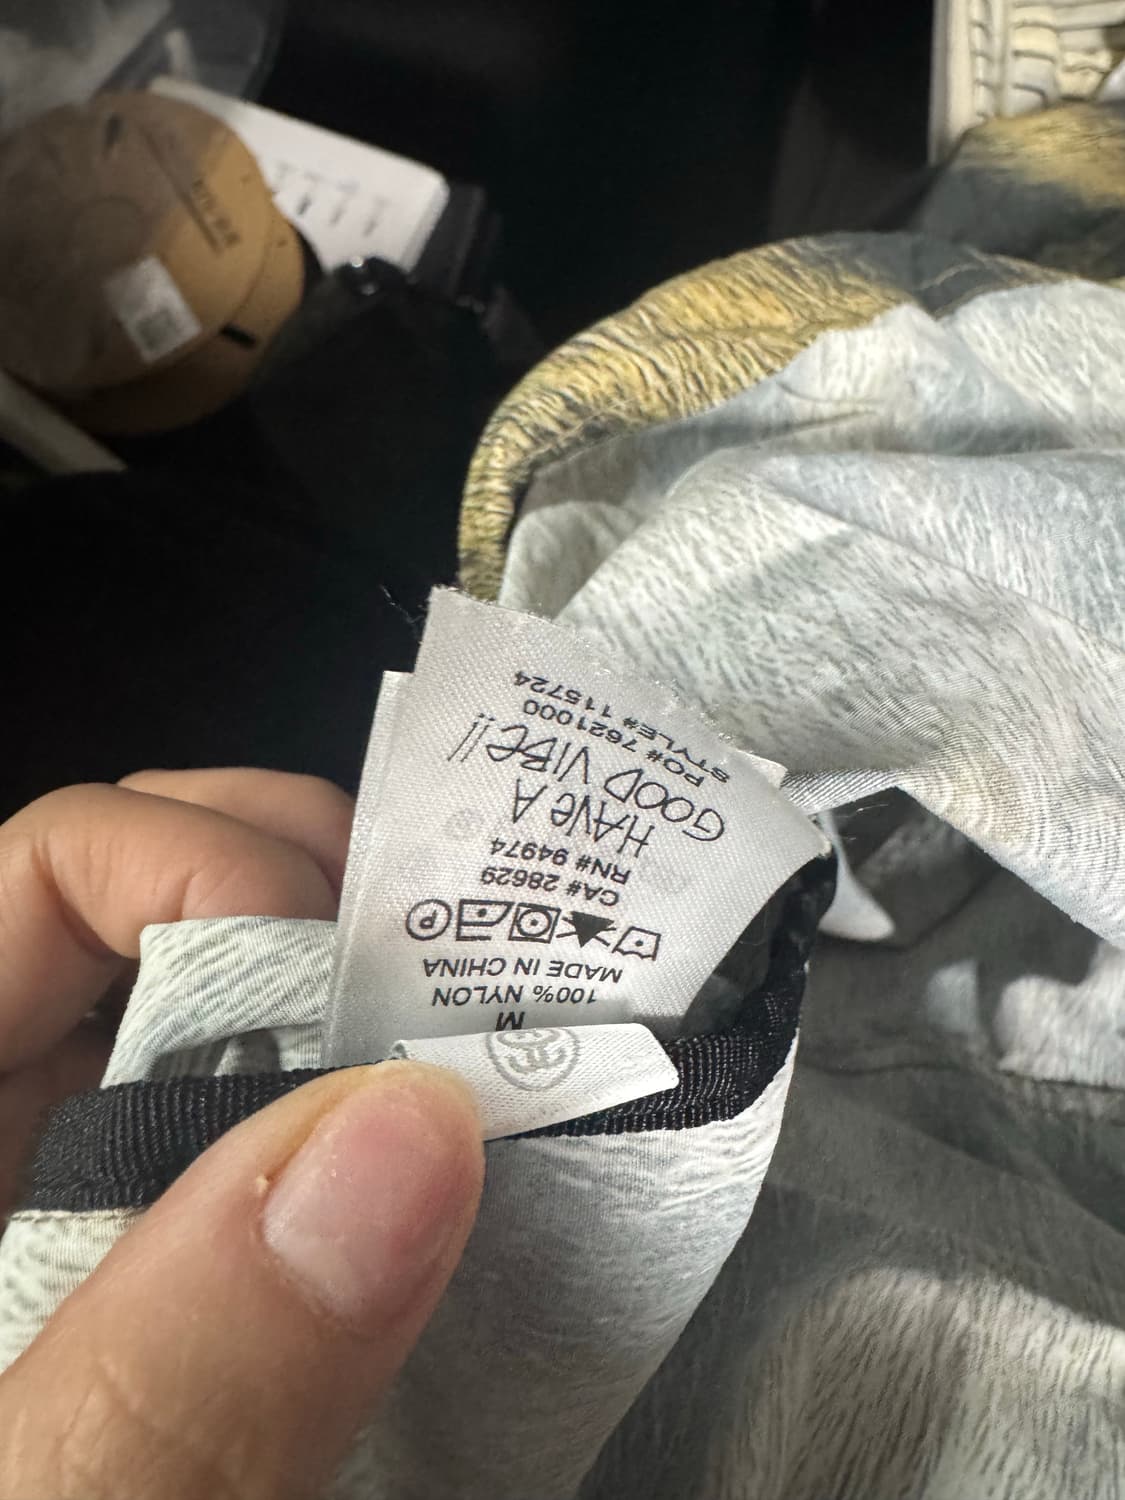 M
100% NYLON
MADE IN CHINA
P
CA# 28629
RN# 94974
HAVE A
GOOD VIBE!!
PO# 7621000
STYLE# 115724